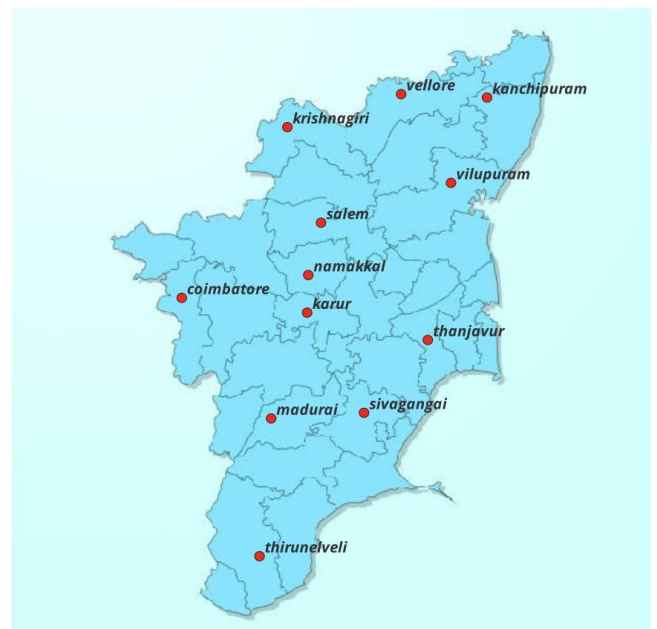 vellore
kanchipuram
krishnagiri
vilupuram
salem
namakkal
coimbatore
karur
thanjavur
madurai
sivagangai
thirunelveli